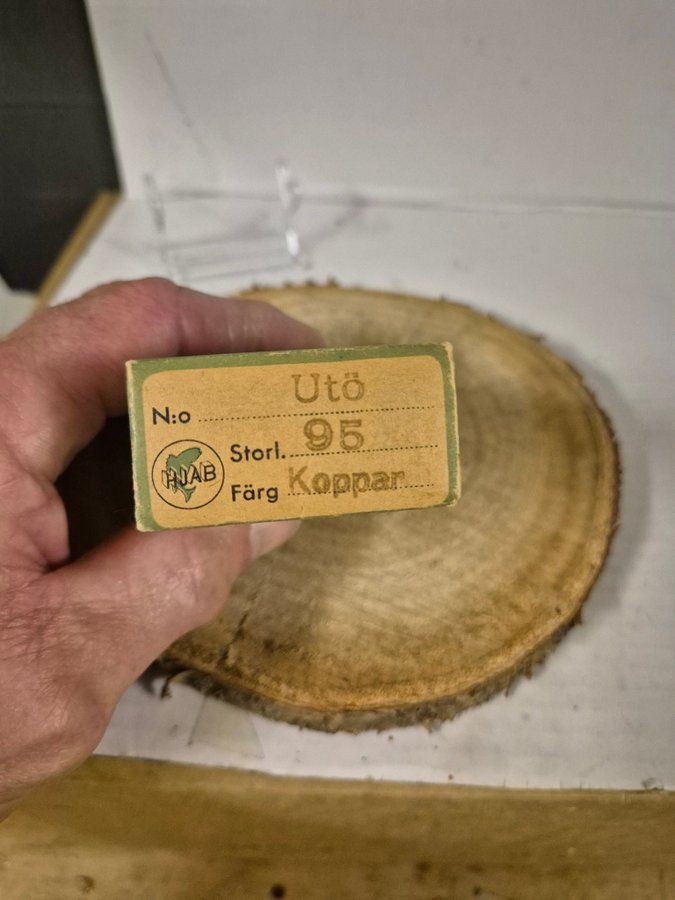 N:o Utö
Storl. 95
HJAB
Färg Koppar